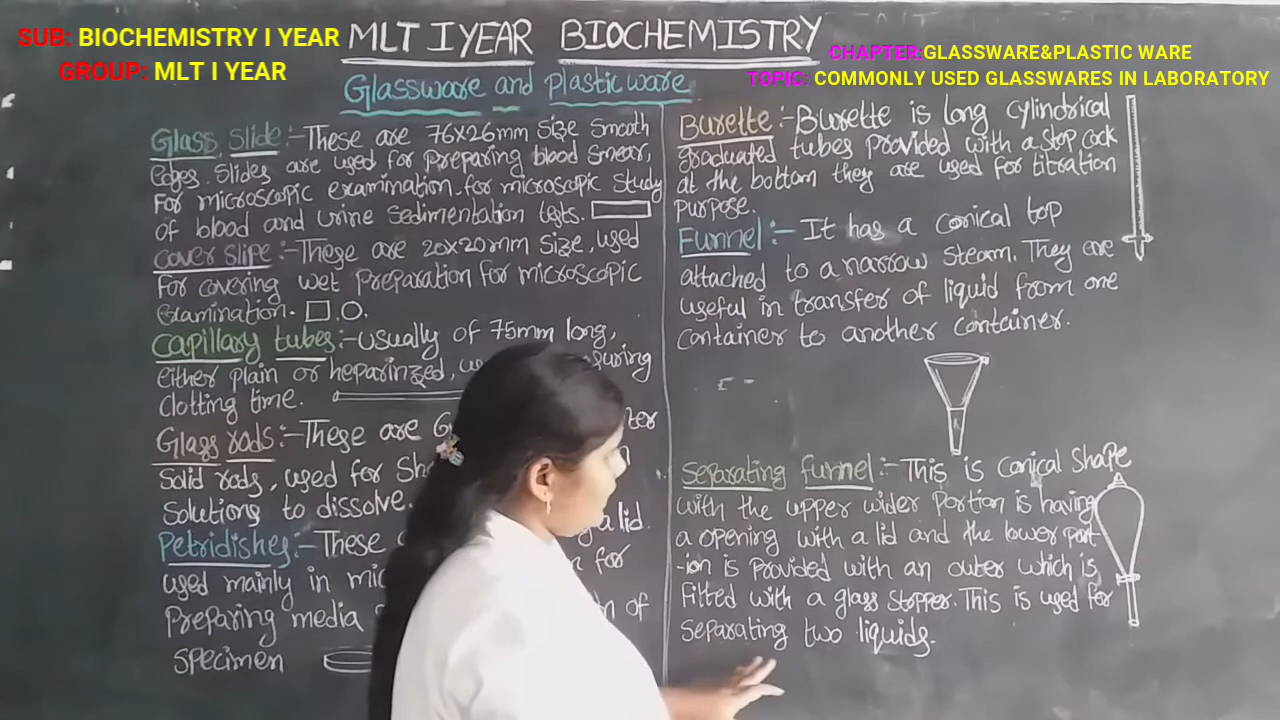 SUB: BIOCHEMISTRY I YEAR
GROUP: MLT I YEAR
MLT I YEAR BIOCHEMISTRY
CHAPTER:GLASSWARE&PLASTIC WARE
TOPIC: COMMONLY USED GLASSWARES IN LABORATORY
Glassware and plastic ware
Glass Slide:- These are 76x26mm Size Smooth
Edges. Slides are used for preparing blood smear,
For microscopic examination. for microscopic Study
of blood and urine Sedimentation tests.
Cover Slipe:- These are 20x20mm Size, used
For covering wet preparation for microscopic
Examination.
Capillary tubes:- usually of 75mm long,
either plain or heparinized,
Clotting time.
Glass rods:- These are
Solid rods, used for
Solutions to dissolve.
Petridishes:- These a lid.
used mainly in for
Preparing media of
Specimen
Burette:- Burette is long cylindrical
graduated tubes provided with a stop cock
at the bottom they are used for titration
purpose.
Funnel:- It has a conical top
attached to a narrow steam. They are
useful in transfer of liquid from one
container to another container.
Separating funnel:- This is conical shape
with the upper wider portion is having
a opening with a lid and the lower port-
-ion is provided with an outer which is
Fitted with a glass stopper. This is used for
Separating two liquids.